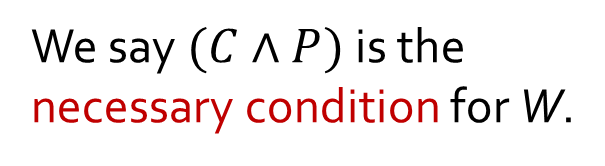 We say (C ∧ P) is the
necessary condition for W.